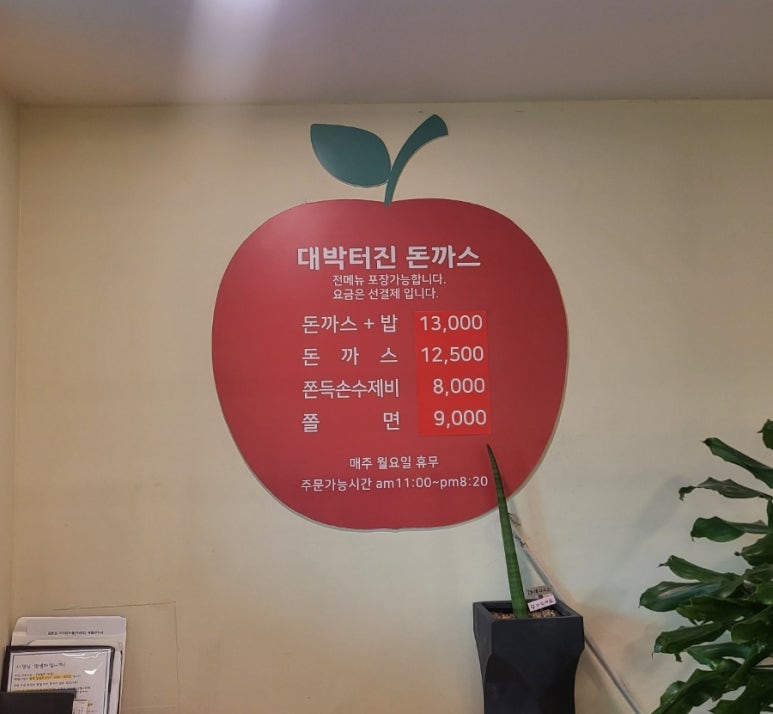 대박터진 돈까스
전메뉴 포장가능합니다.
요금은 선결제 입니다.
돈까스 + 밥 13,000
돈 까 스 12,500
쫀득손수제비 8,000
쫄 면 9,000
매주 월요일 휴무
주문가능시간 am11:00~pm8:20